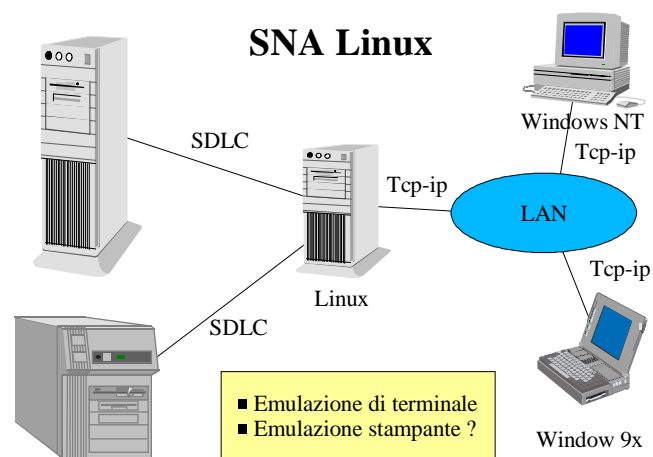 SNA Linux
SDLC
Windows NT
Tcp-ip
Tcp-ip
LAN
Tcp-ip
Linux
SDLC
Emulazione di terminale
Emulazione stampante ?
Window 9x